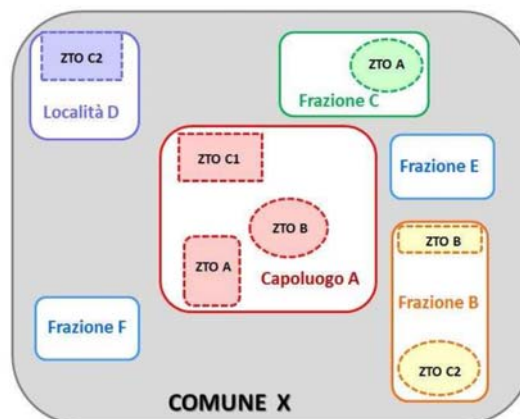 ZTO C2
Località D
ZTO A
Frazione C
ZTO C1
ZTO B
ZTO A
Capoluogo A
Frazione E
ZTO B
Frazione B
ZTO C2
Frazione F
COMUNE X